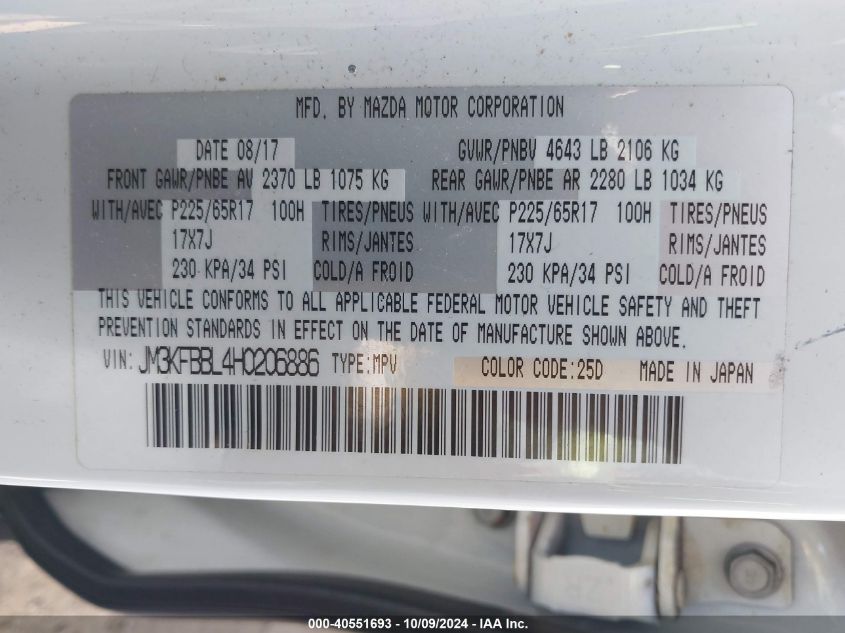 MFD. BY MAZDA MOTOR CORPORATION
DATE 08/17 GVWR/PNBV 4643 LB 2106 KG
FRONT GAWR/PNBE AV 2370 LB 1075 KG REAR GAWR/PNBE AR 2280 LB 1034 KG
WITH/AVEC P225/65R17 100H TIRES/PNEUS WITH/AVEC P225/65R17 100H TIRES/PNEUS
17X7J RIMS/JANTES 17X7J RIMS/JANTES
230 KPA/34 PSI COLD/A FROID 230 KPA/34 PSI COLD/A FROID
THIS VEHICLE CONFORMS TO ALL APPLICABLE FEDERAL MOTOR VEHICLE SAFETY AND THEFT
PREVENTION STANDARDS IN EFFECT ON THE DATE OF MANUFACTURE SHOWN ABOVE.
VIN: JM3KFBBL4H0206886 TYPE:MPV COLOR CODE:25D MADE IN JAPAN
000-40551693 - 10/09/2024 - IAA Inc.